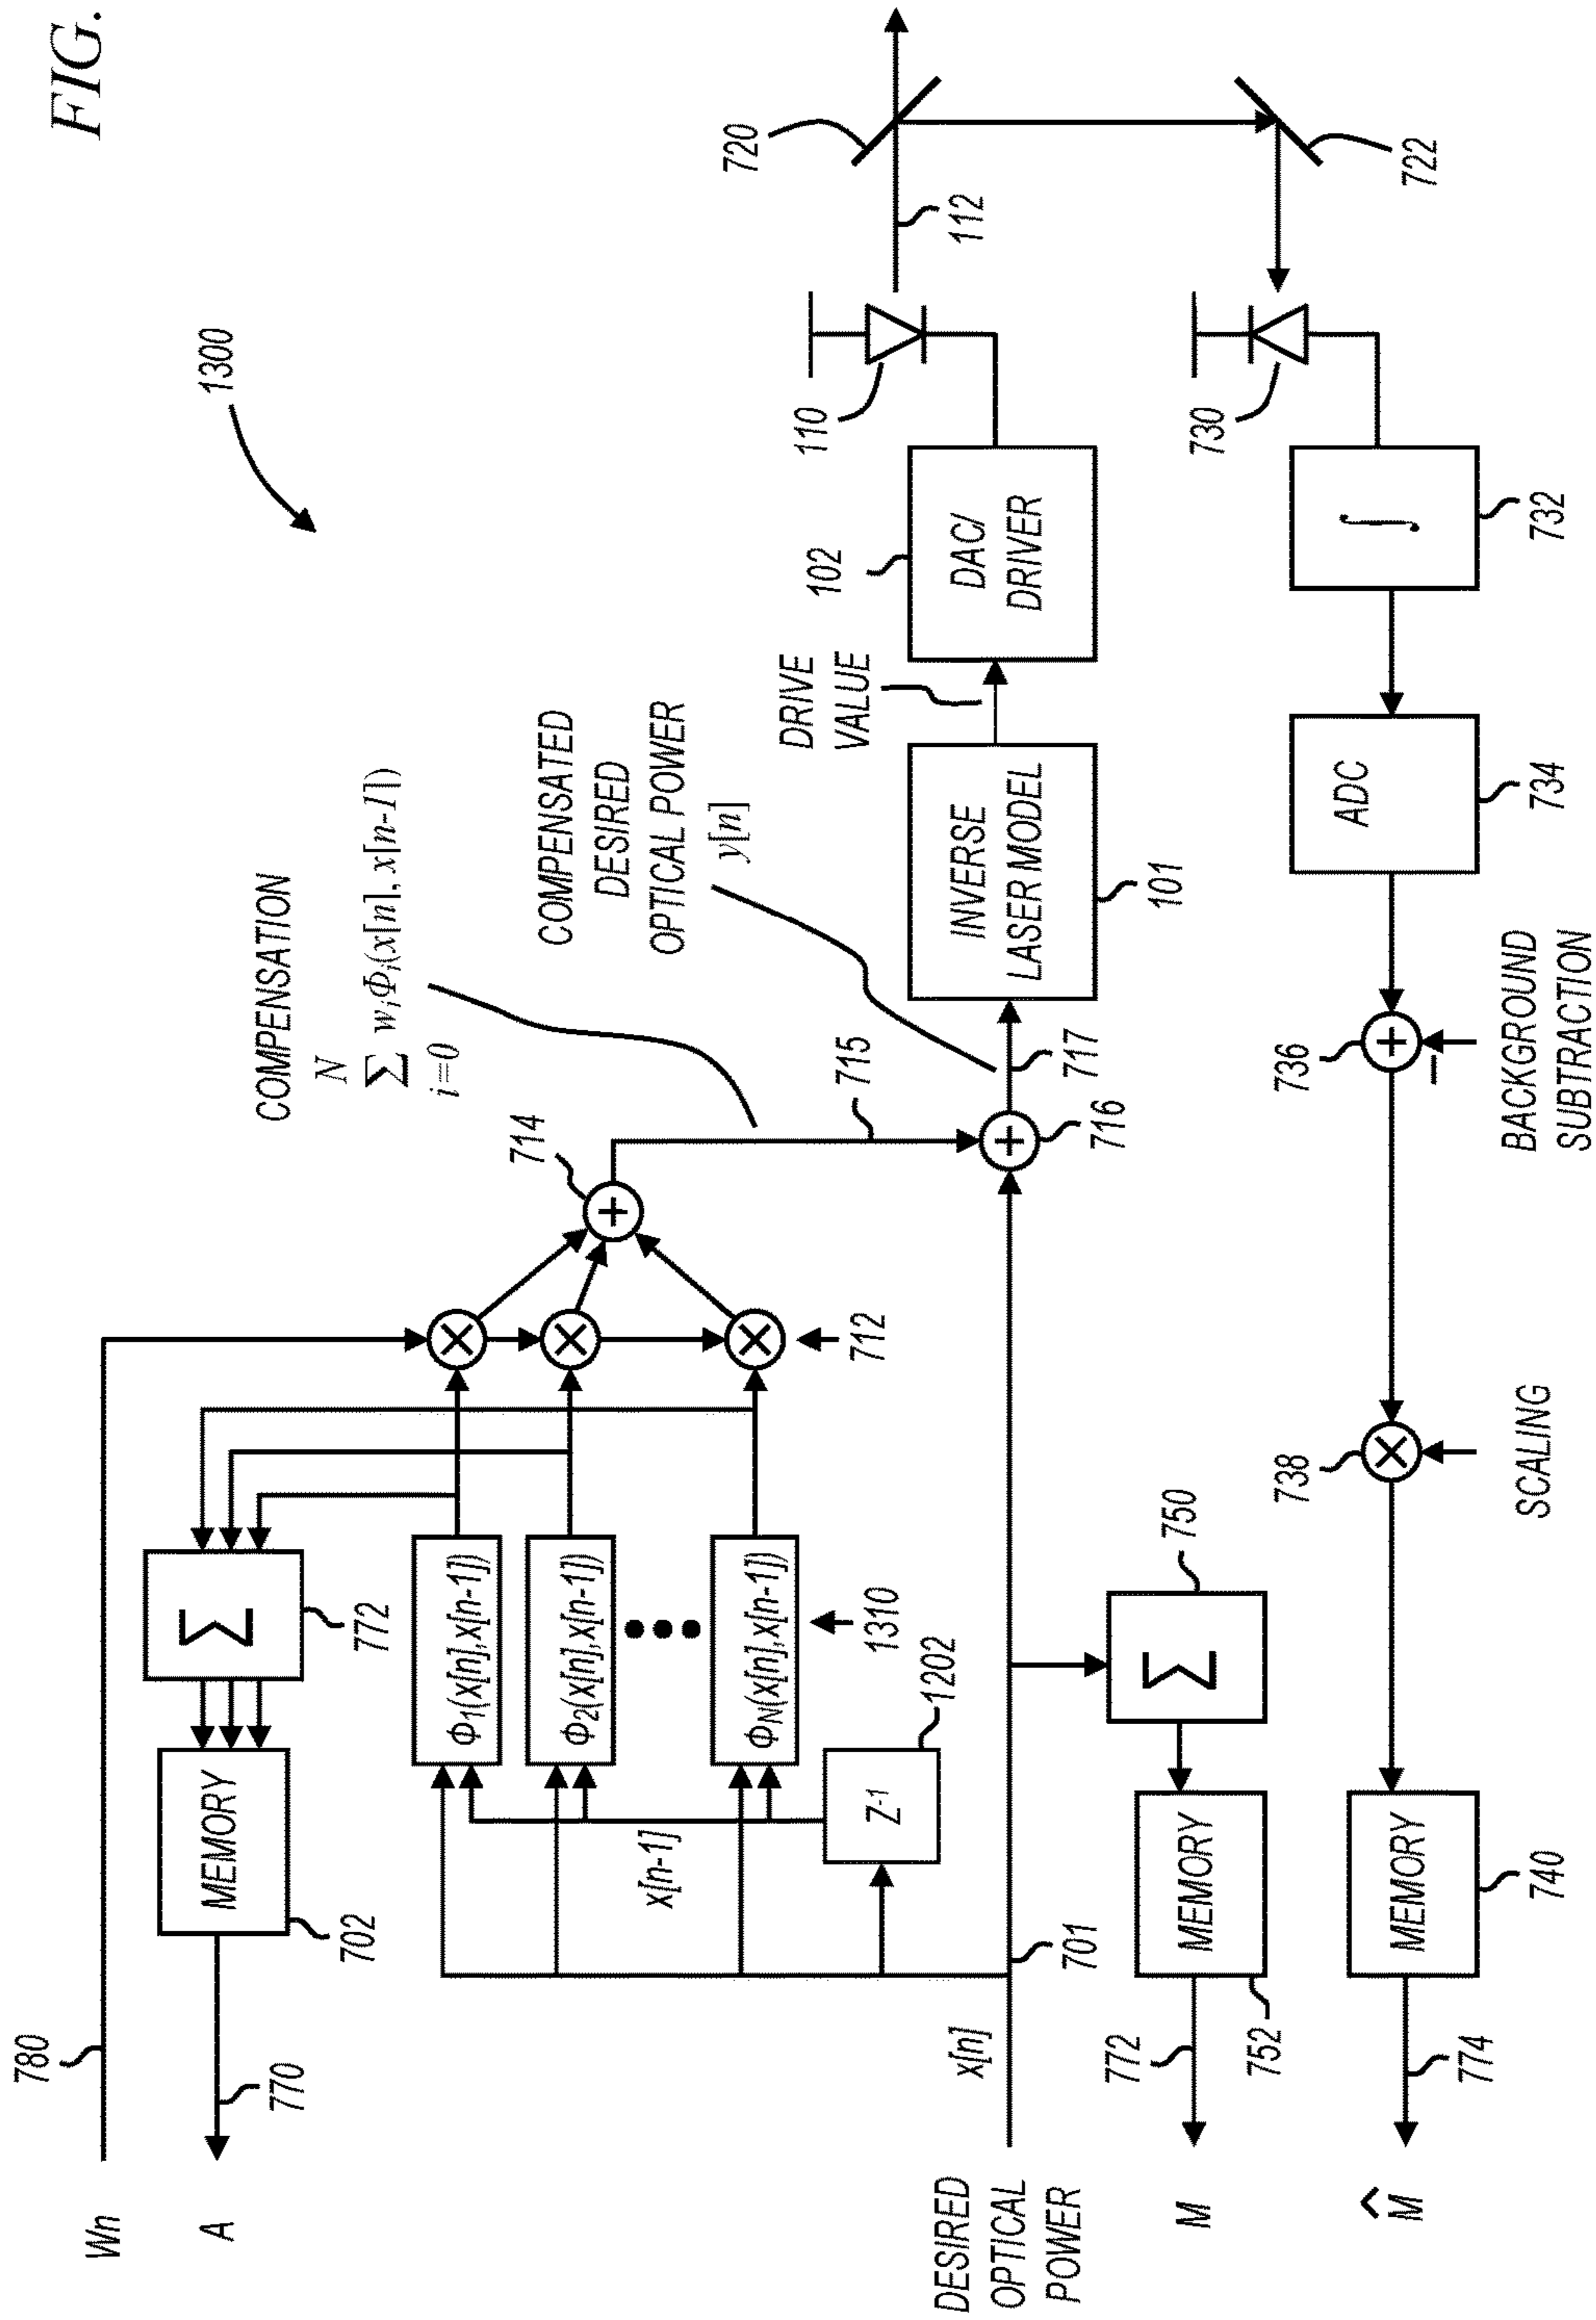 FIG.
1300
780
Wn
A
770
MEMORY
702
Σ
772
Φ1(x[n],x[n-1])
Φ2(x[n],x[n-1])
ΦN(x[n],x[n-1])
1310
x[n-1]
Z-1
1202
712
714
COMPENSATION
N
Σ wiΦi(x[n],x[n-1])
i=0
715
COMPENSATED
DESIRED
OPTICAL POWER
y[n]
DESIRED
OPTICAL
POWER
x[n]
701
716
717
INVERSE
LASER MODEL
101
DRIVE
VALUE
DAC/
DRIVER
102
110
112
720
722
730
∫
732
ADC
734
736
BACKGROUND
SUBTRACTION
738
SCALING
MEMORY
740
774
M̂
Σ
750
MEMORY
752
772
M